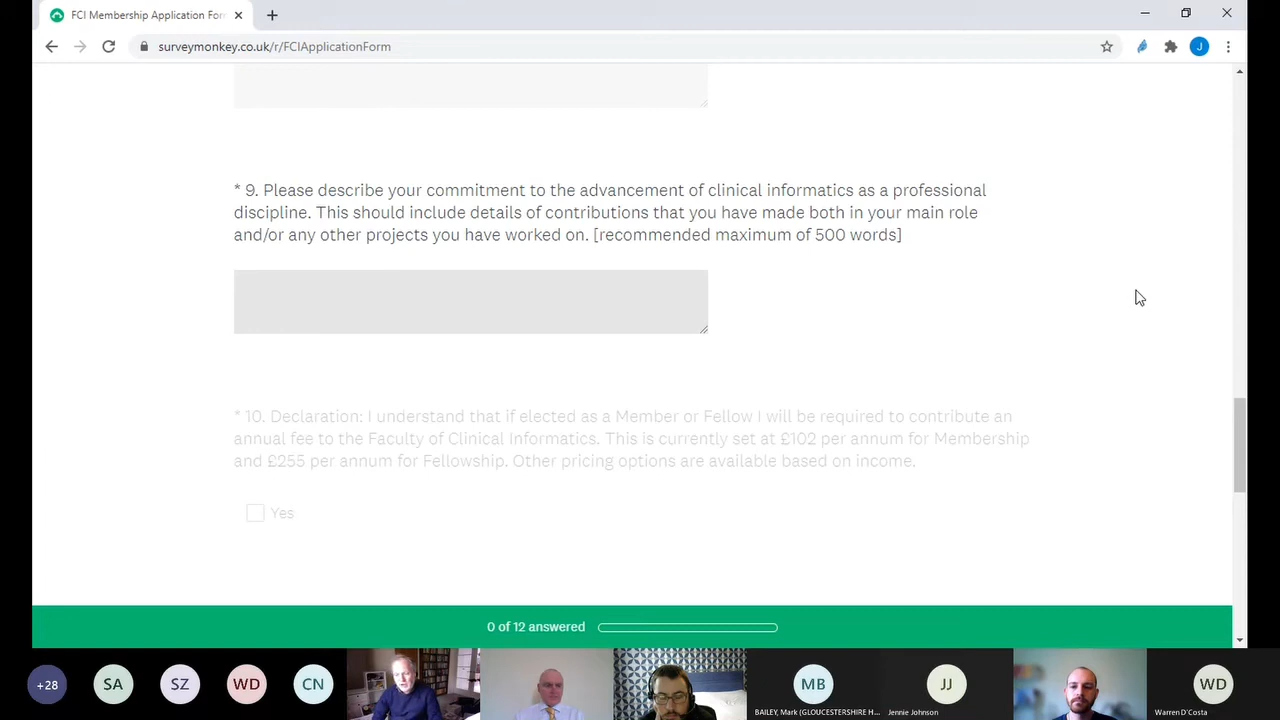 FCI Membership Application For
surveymonkey.co.uk/r/FCIApplicationForm
J
* 9. Please describe your commitment to the advancement of clinical informatics as a professional
discipline. This should include details of contributions that you have made both in your main role
and/or any other projects you have worked on. [recommended maximum of 500 words]
* 10. Declaration: I understand that if elected as a Member or Fellow I will be required to contribute an
annual fee to the Faculty of Clinical Informatics. This is currently set at £102 per annum for Membership
and £255 per annum for Fellowship. Other pricing options are available based on income.
Yes
0 of 12 answered
+28
SA
SZ
WD
CN
MB
JJ
WD
BAILEY, Mark (GLOUCESTERSHIRE H...
Jennie Johnson
Warren D'Costa